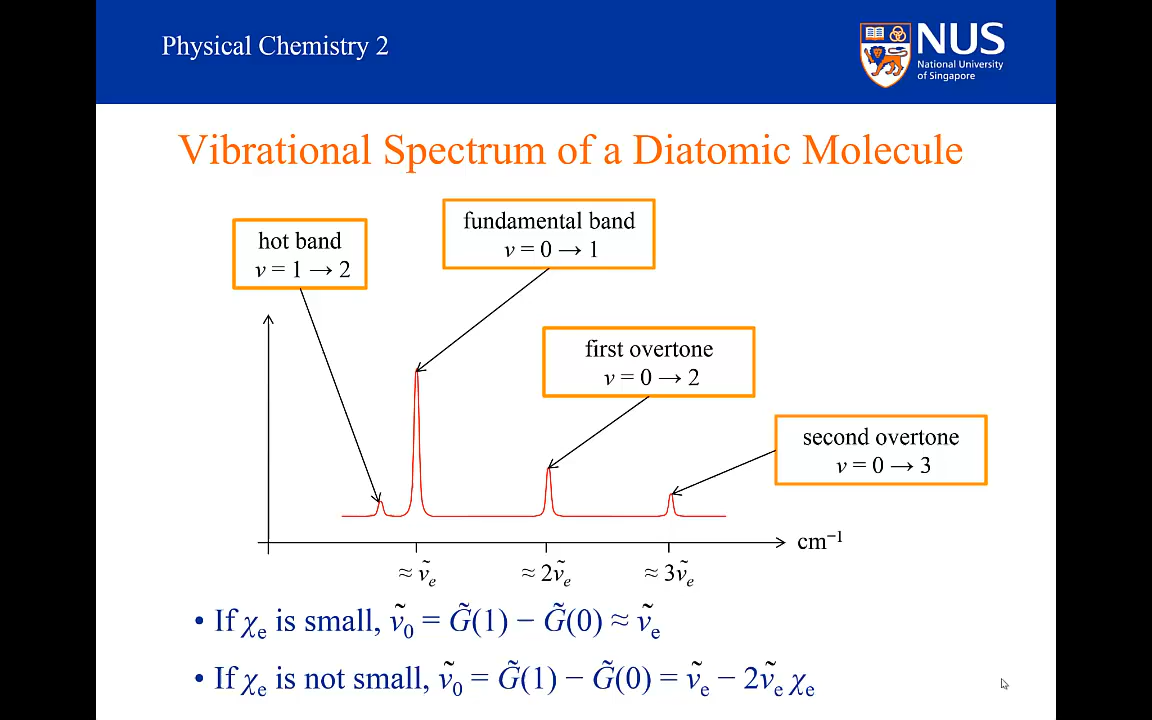 Physical Chemistry 2
NUS
National University
of Singapore
Vibrational Spectrum of a Diatomic Molecule
hot band
v = 1 → 2
fundamental band
v = 0 → 1
first overtone
v = 0 → 2
second overtone
v = 0 → 3
cm⁻¹
≈ ṽₑ
≈ 2ṽₑ
≈ 3ṽₑ
• If χₑ is small, ṽ₀ = G̃(1) − G̃(0) ≈ ṽₑ
• If χₑ is not small, ṽ₀ = G̃(1) − G̃(0) = ṽₑ − 2ṽₑ χₑ